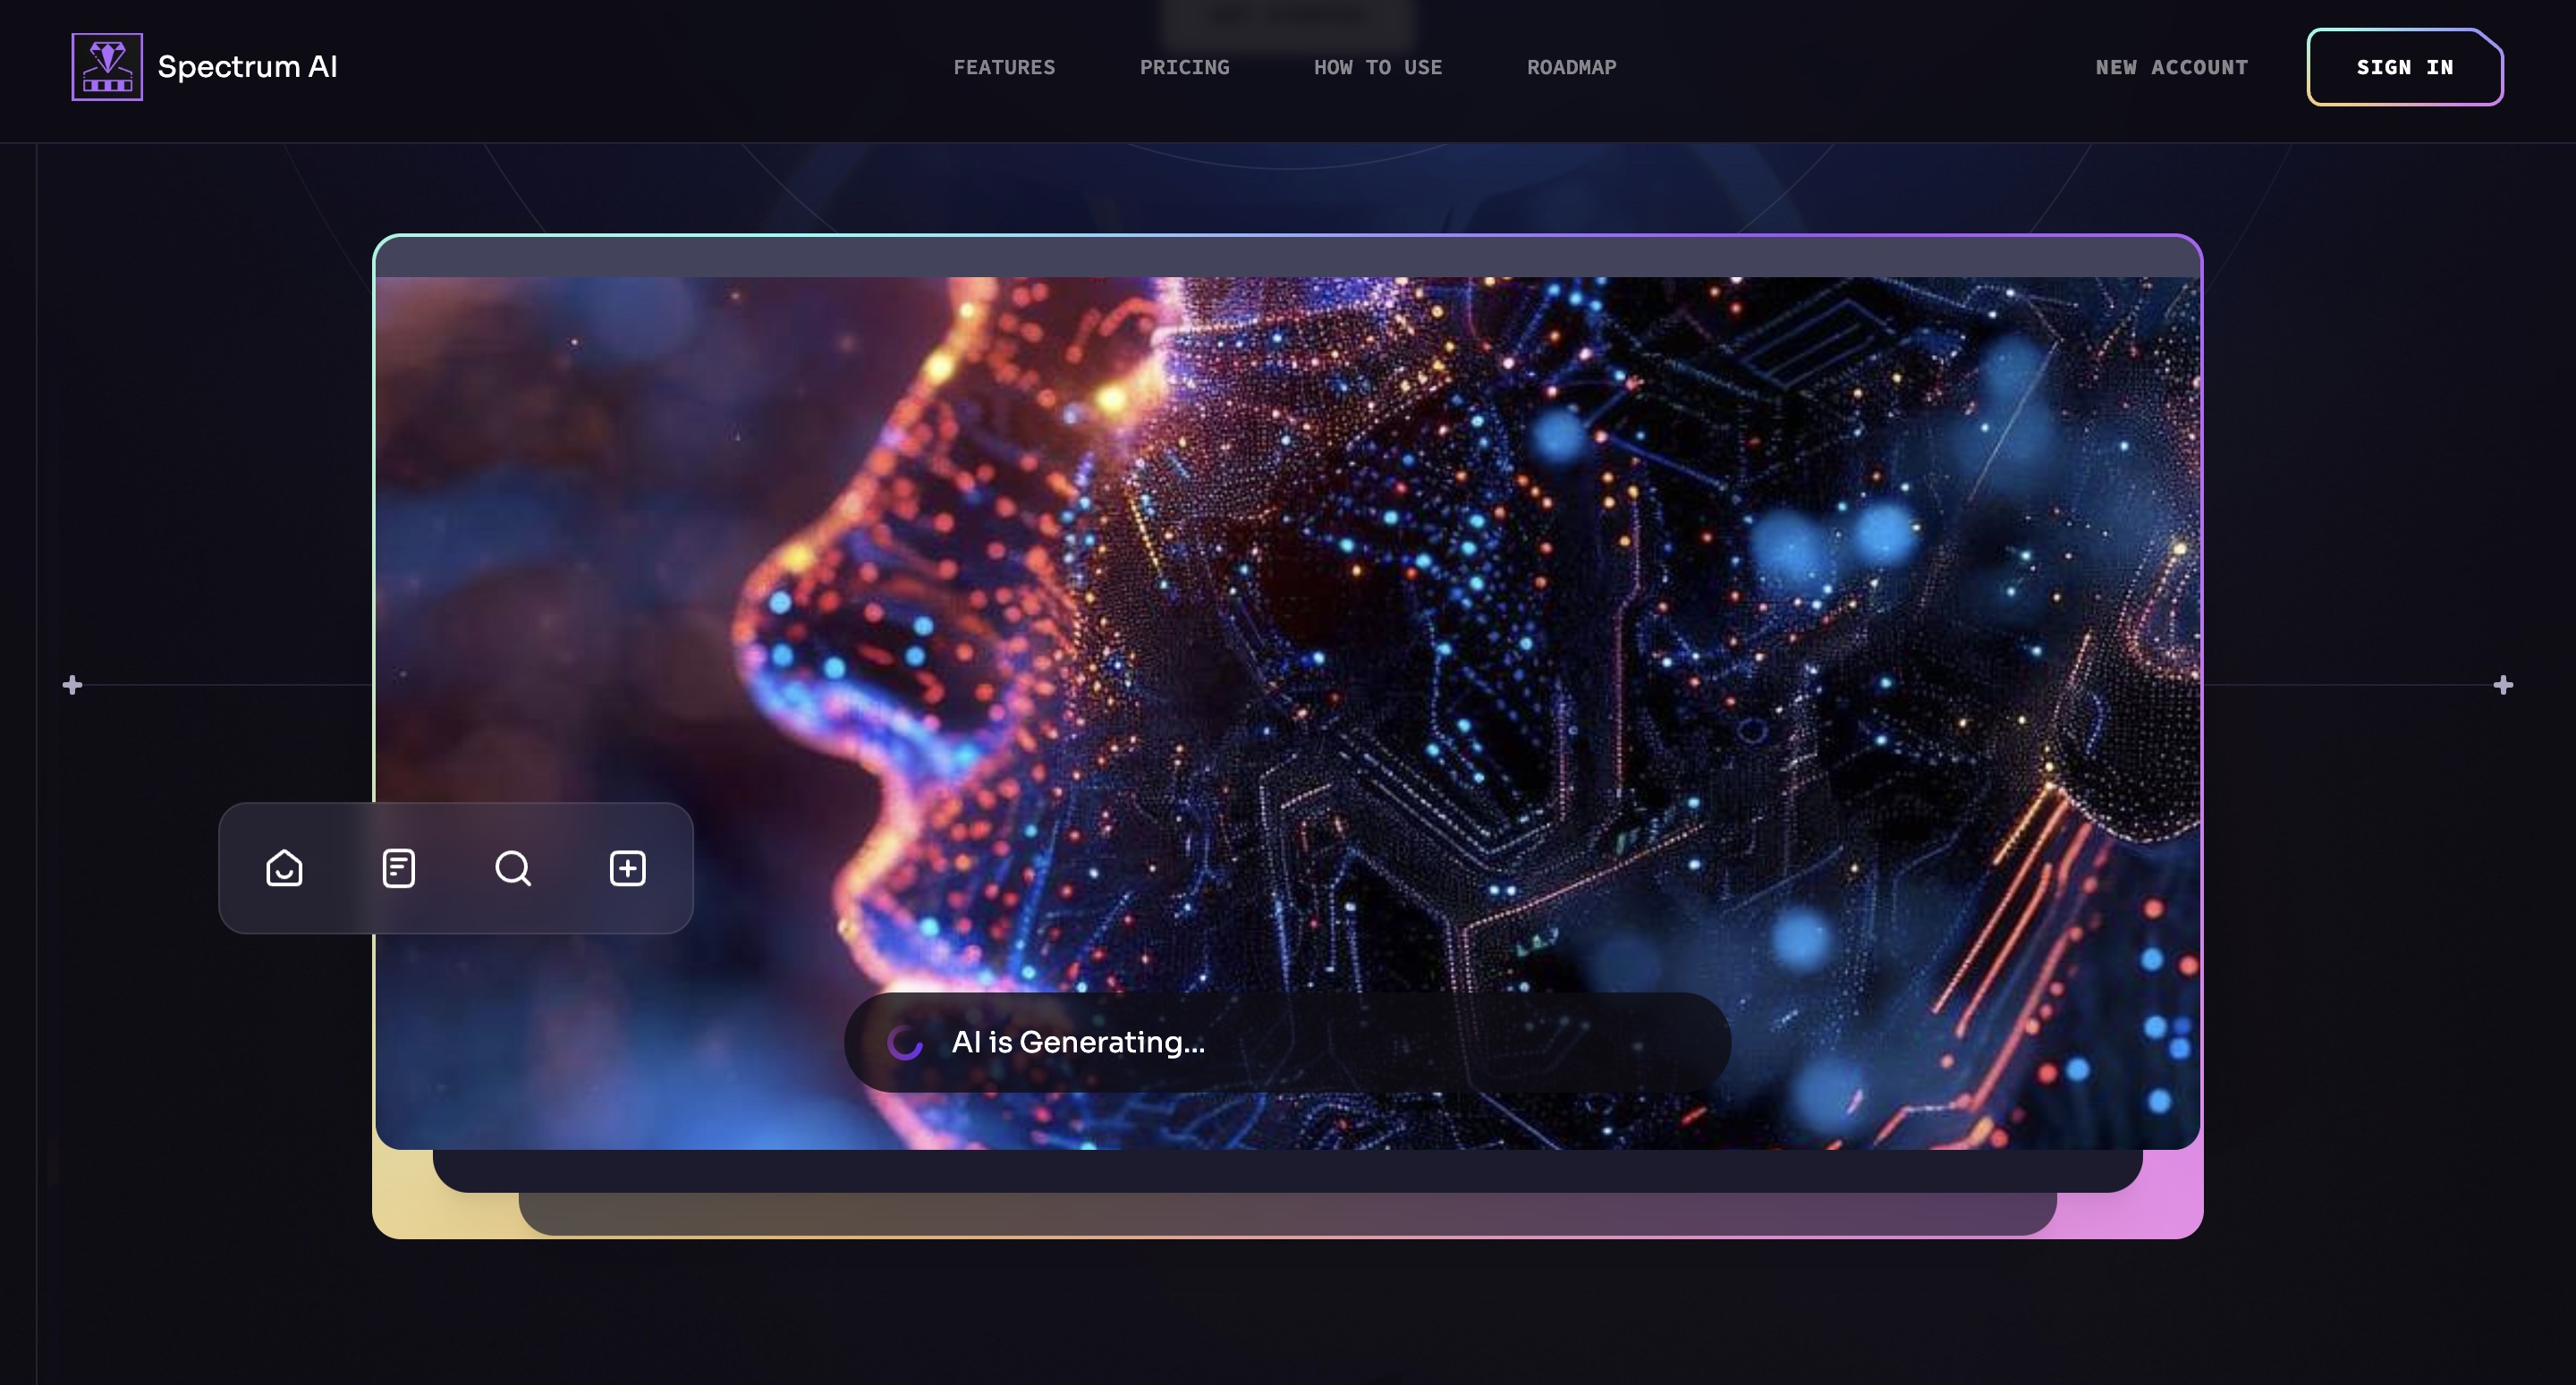 Spectrum AI
FEATURES
PRICING
HOW TO USE
ROADMAP
NEW ACCOUNT
SIGN IN
AI is Generating...